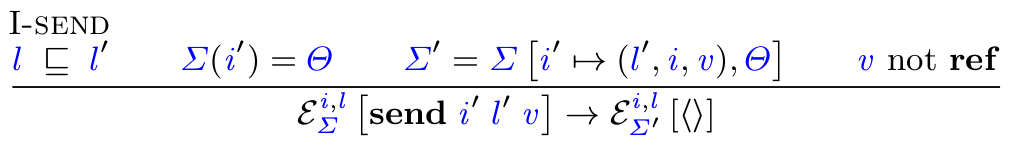 I-SEND
l ⊑ l′ Σ(i′) = Θ Σ′ = Σ [i′ ↦ (l′, i, v), Θ] v not ref
ℰ_Σ^{i,l} [send i′ l′ v] → ℰ_{Σ′}^{i,l} [⟨⟩]